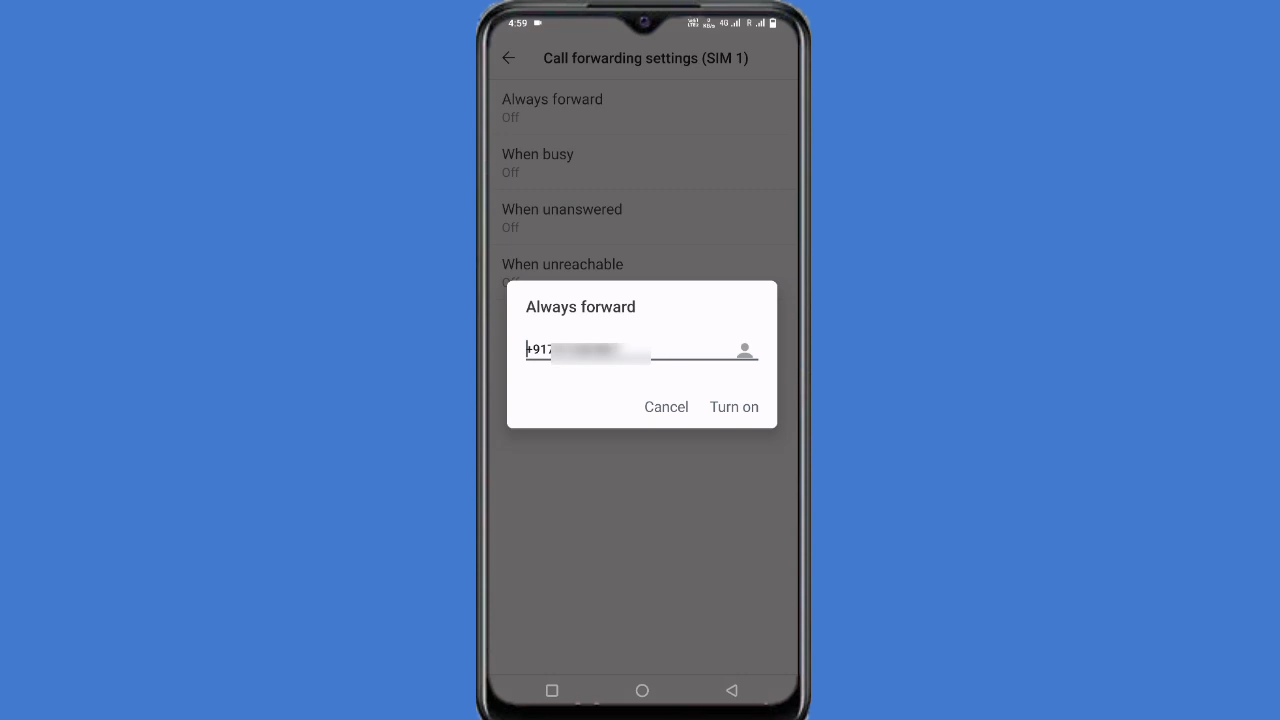 4:59
4G R
Call forwarding settings (SIM 1)
Always forward
Off
When busy
Off
When unanswered
Off
When unreachable
Always forward
+917
Cancel Turn on